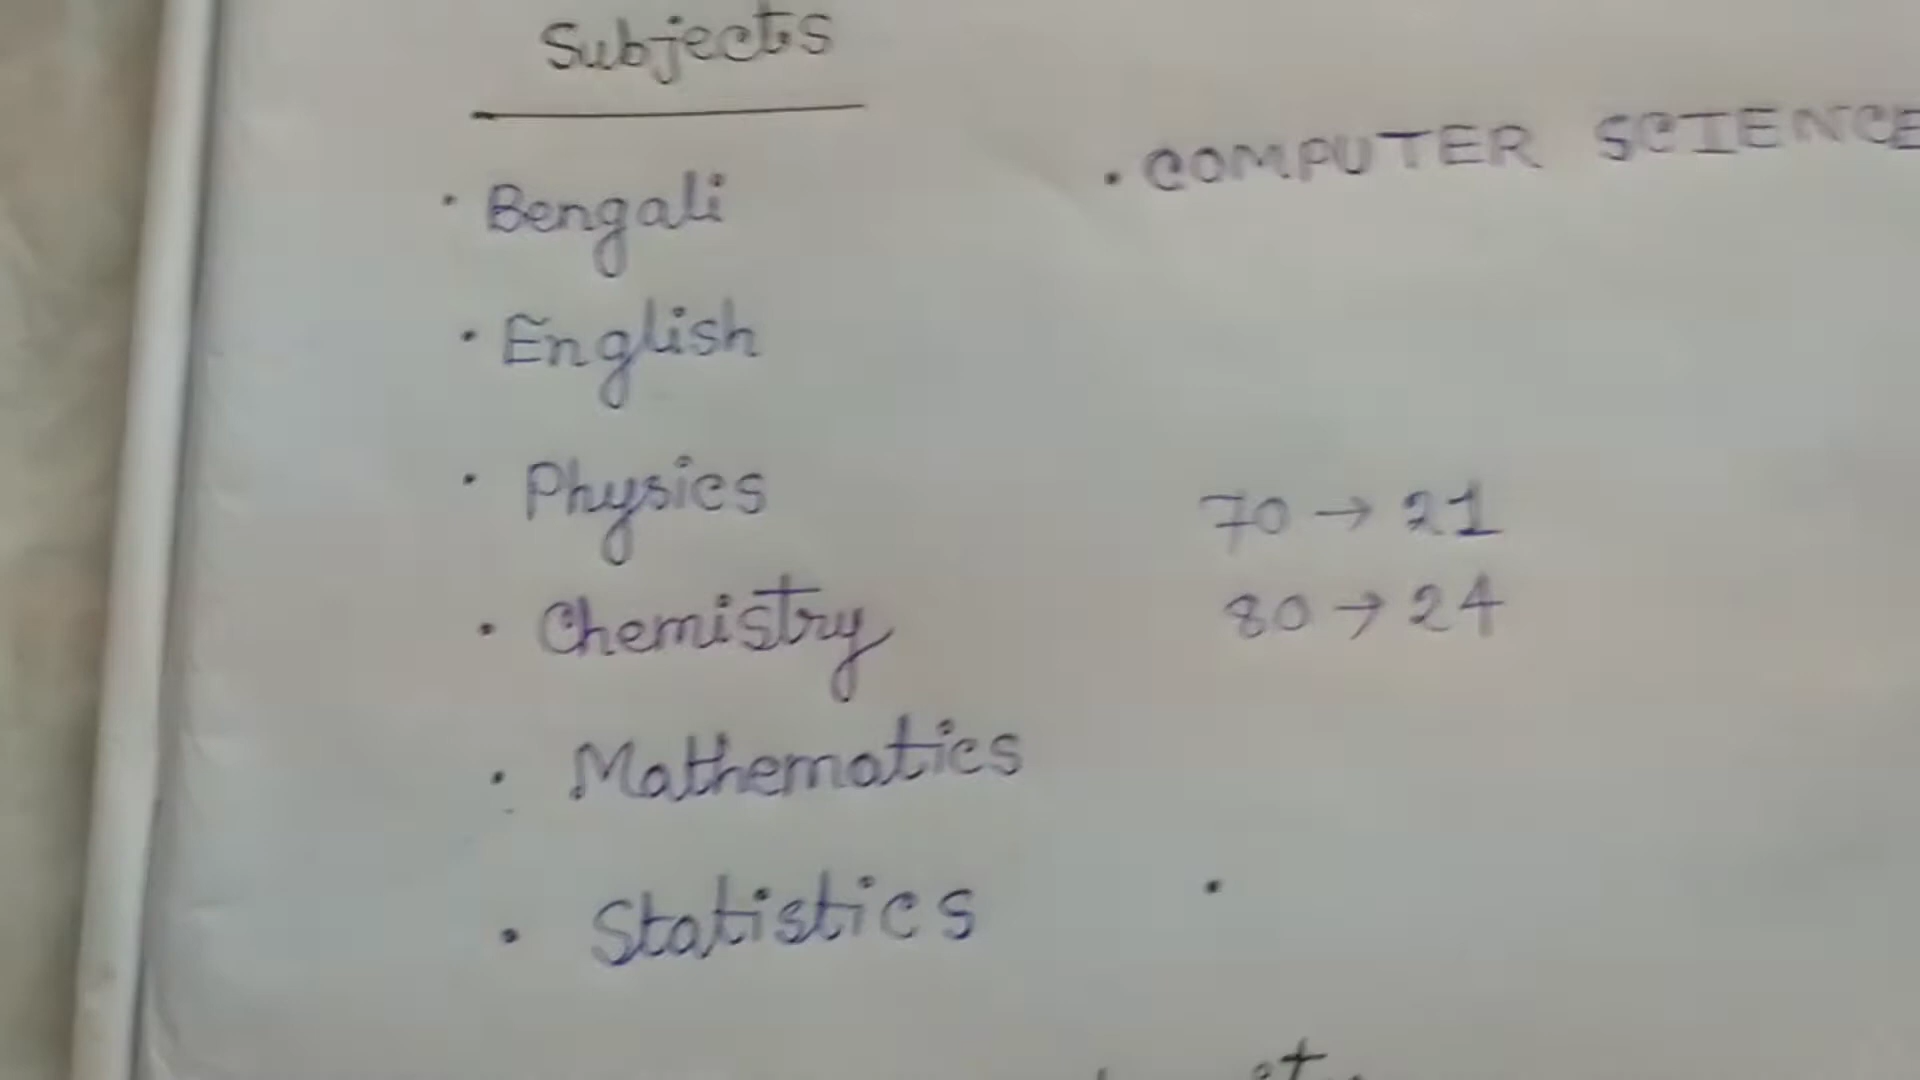 Subjects
• Bengali
• COMPUTER SCIENCE
• English
• Physics
70 → 21
• Chemistry
80 → 24
• Mathematics
• Statistics
•